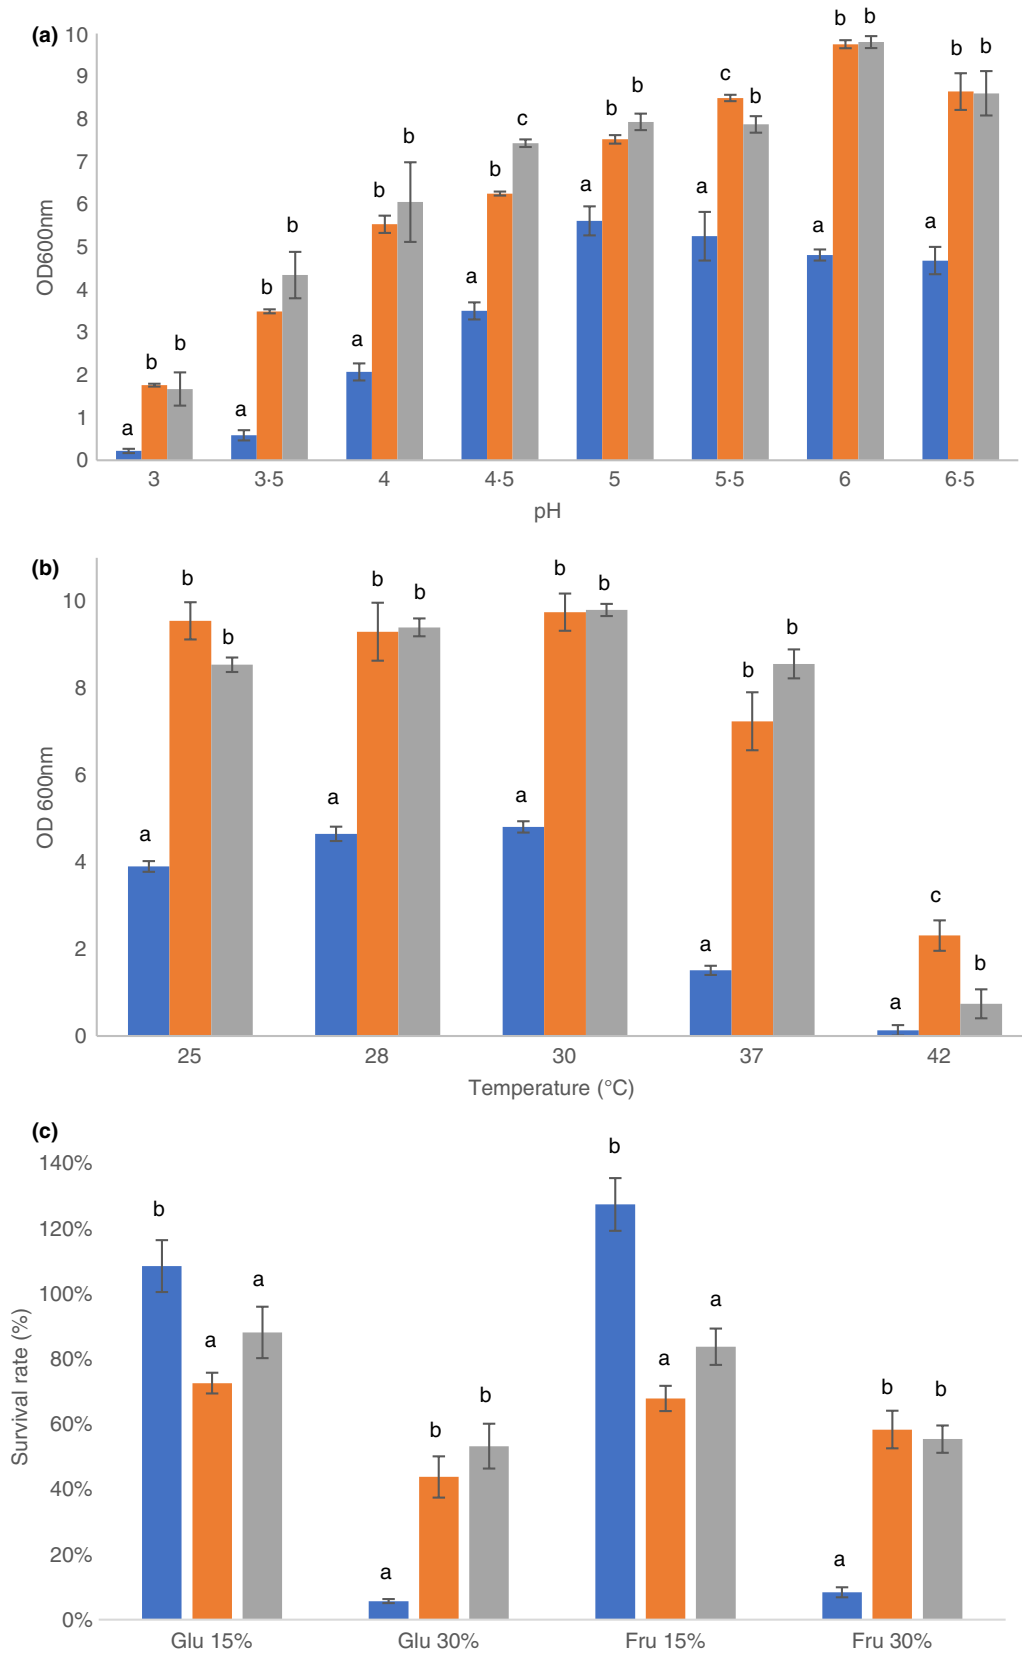 (a)
OD600nm
10
9
8
7
6
5
4
3
2
1
0
a b b
a b b
a b b
a b c
a b b
a c b
a b b
a b b
3 3·5 4 4·5 5 5·5 6 6·5
pH
(b)
OD 600nm
10
8
6
4
2
0
a b b
a b b
a b b
a b b
a c b
25 28 30 37 42
Temperature (°C)
(c)
Survival rate (%)
140%
120%
100%
80%
60%
40%
20%
0%
b a a
a b b
b a a
a b b
Glu 15% Glu 30% Fru 15% Fru 30%